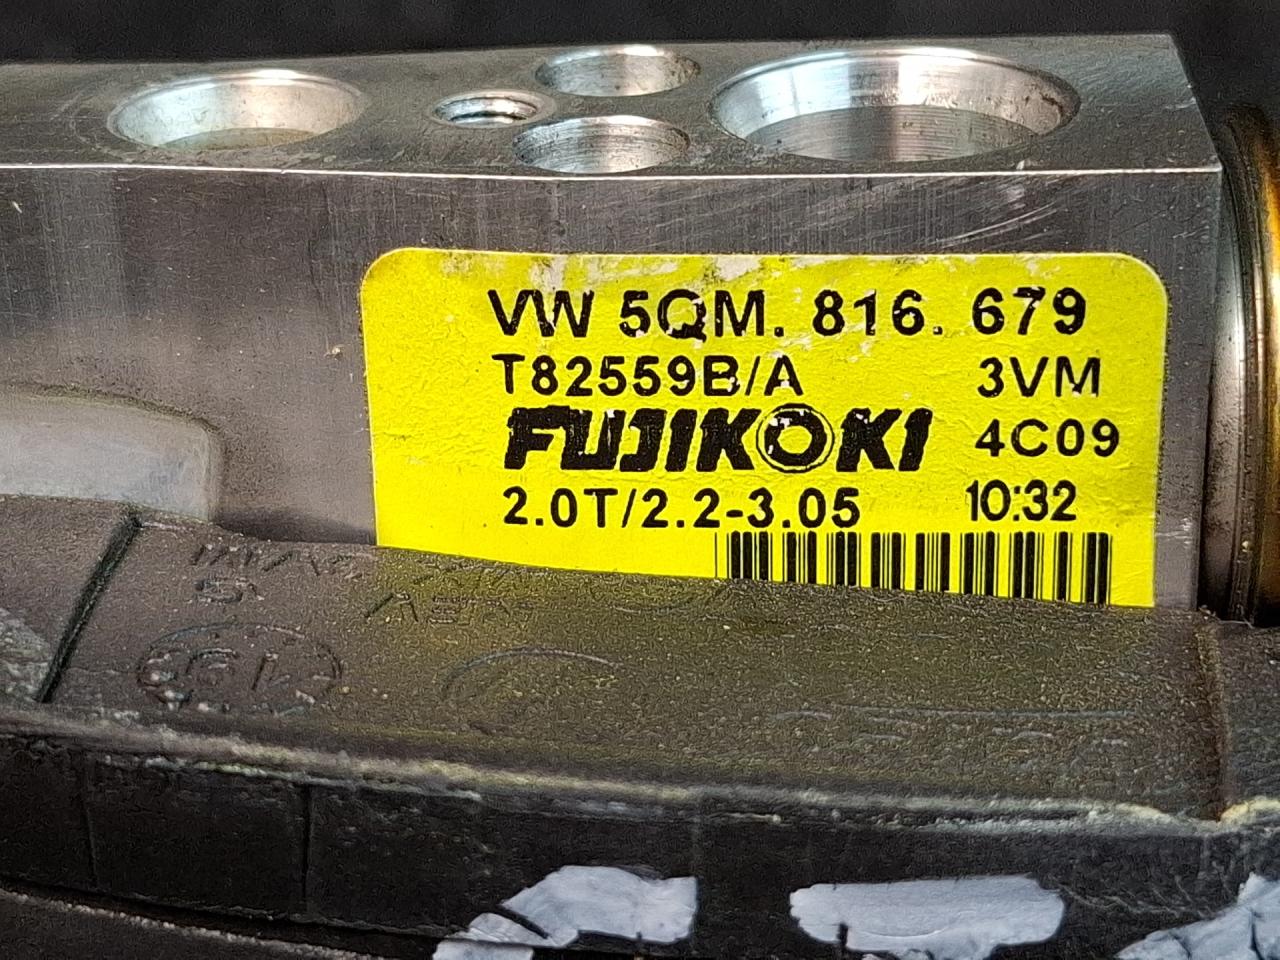 VW 5QM. 816. 679
T82559B/A 3VM
FUJIKOKI 4C09
2.0T/2.2-3.05 10:32